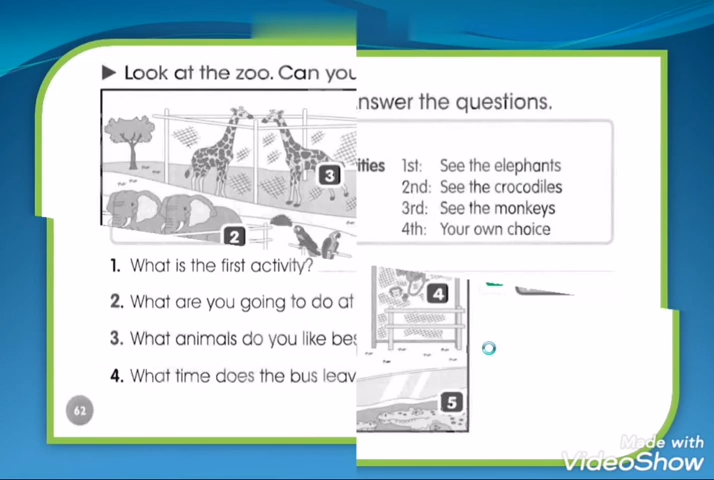 ▶ Look at the zoo. Can you
nswer the questions.
ities 1st: See the elephants
2nd: See the crocodiles
3rd: See the monkeys
4th: Your own choice
3
2
1. What is the first activity?
2. What are you going to do at
3. What animals do you like bes
4. What time does the bus leav
4
5
62
Made with
VideoShow